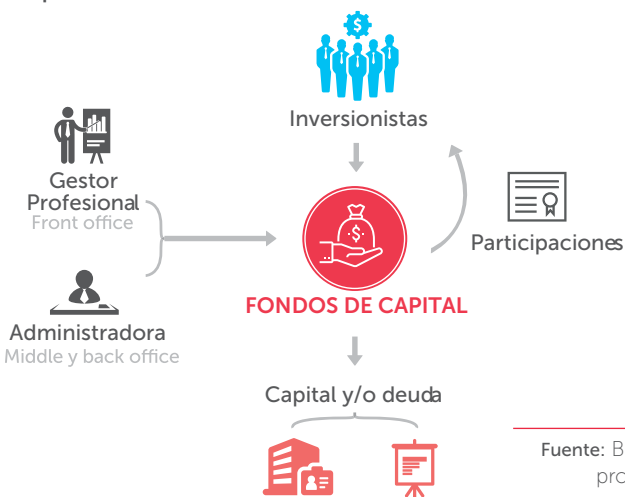 Inversionistas
Gestor
Profesional
Front office
Participaciones
FONDOS DE CAPITAL
Administradora
Middle y back office
Capital y/o deuda
Fuente: